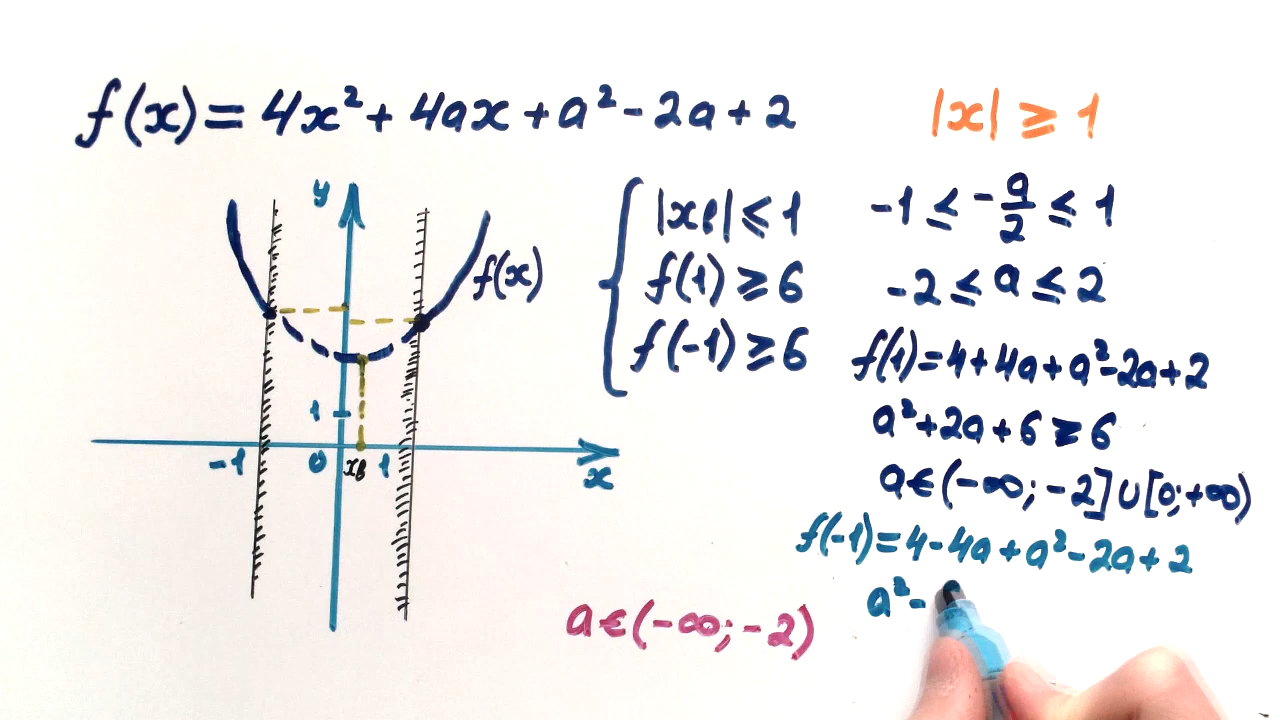 f(x) = 4x² + 4ax + a² - 2a + 2
|x| ≥ 1
y
f(x)
1
-1
0
xв
1
x
|xв| ≤ 1
f(1) ≥ 6
f(-1) ≥ 6
-1 ≤ -a/2 ≤ 1
-2 ≤ a ≤ 2
f(1) = 4 + 4a + a² - 2a + 2
a² + 2a + 6 ≥ 6
a ∈ (-∞; -2] ∪ [0; +∞)
f(-1) = 4 - 4a + a² - 2a + 2
a² -
a ∈ (-∞; -2)